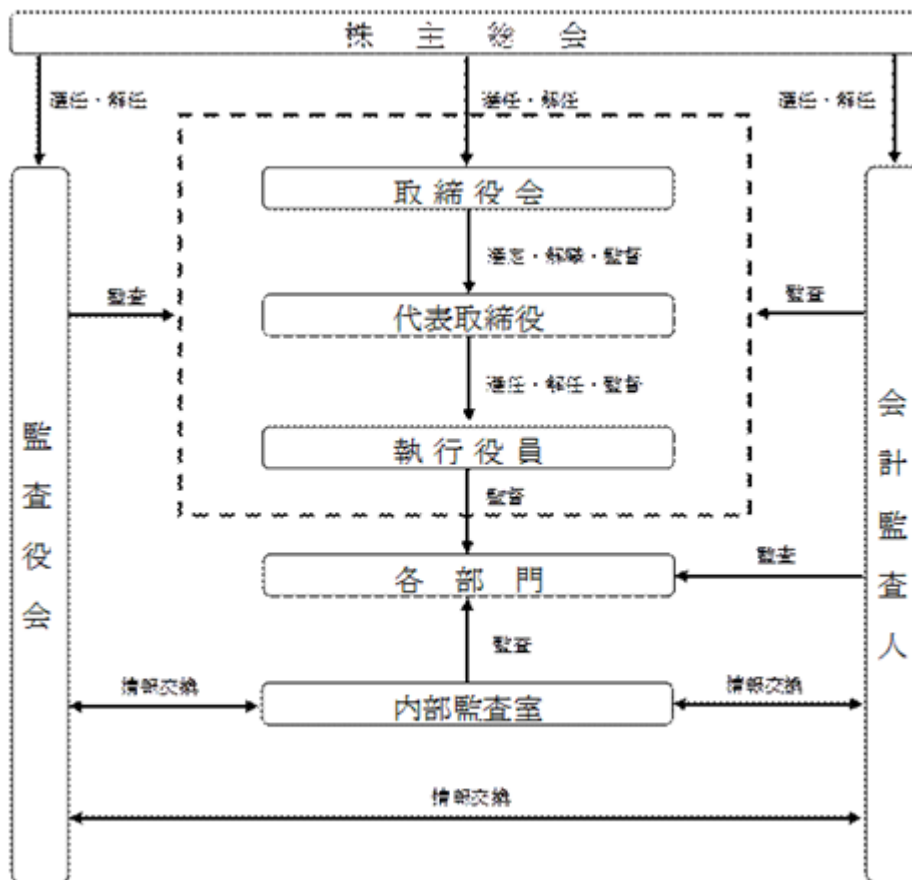 株主総会
選任・解任
選任・解任
選任・解任
取締役会
選定・解職・監督
監査
監査
代表取締役
選任・解任・監督
監査役会
会計監査人
執行役員
監督
監査
各部門
監査
情報交換
情報交換
内部監査室
情報交換